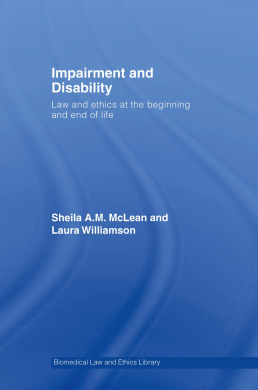 Impairment and
Disability
Law and ethics at the beginning
and end of life
Sheila A.M. McLean and
Laura Williamson
Biomedical Law and Ethics Library